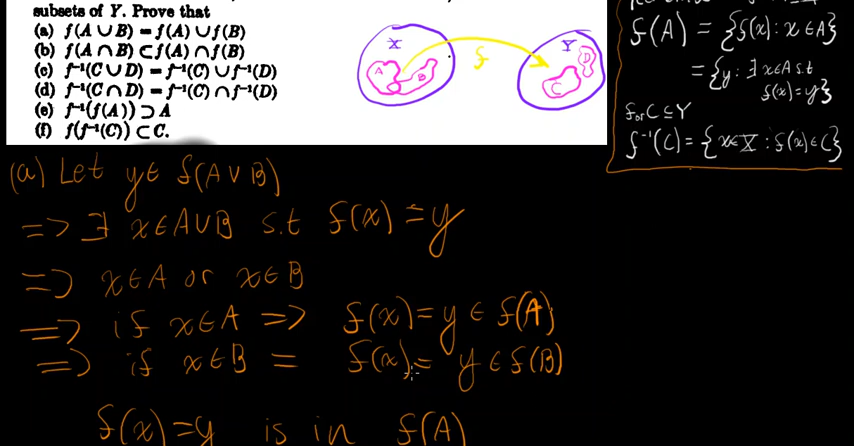 subsets of Y. Prove that
(a) f(A ∪ B) = f(A) ∪ f(B)
(b) f(A ∩ B) ⊂ f(A) ∩ f(B)
(c) f⁻¹(C ∪ D) = f⁻¹(C) ∪ f⁻¹(D)
(d) f⁻¹(C ∩ D) = f⁻¹(C) ∩ f⁻¹(D)
(e) f⁻¹(f(A)) ⊃ A
(f) f(f⁻¹(C)) ⊂ C.
X
A
B
f
Y
D
C
f(A) = {f(x) : x ∈ A}
= {y : ∃ x ∈ A s.t
f(x) = y}
for C ⊆ Y
f⁻¹(C) = {x ∈ X : f(x) ∈ C}
(a) Let y ∈ f(A ∪ B)
=> ∃ x ∈ A ∪ B s.t f(x) = y
=> x ∈ A or x ∈ B
=> if x ∈ A => f(x) = y ∈ f(A)
=> if x ∈ B = f(x) = y ∈ f(B)
f(x) = y is in f(A)